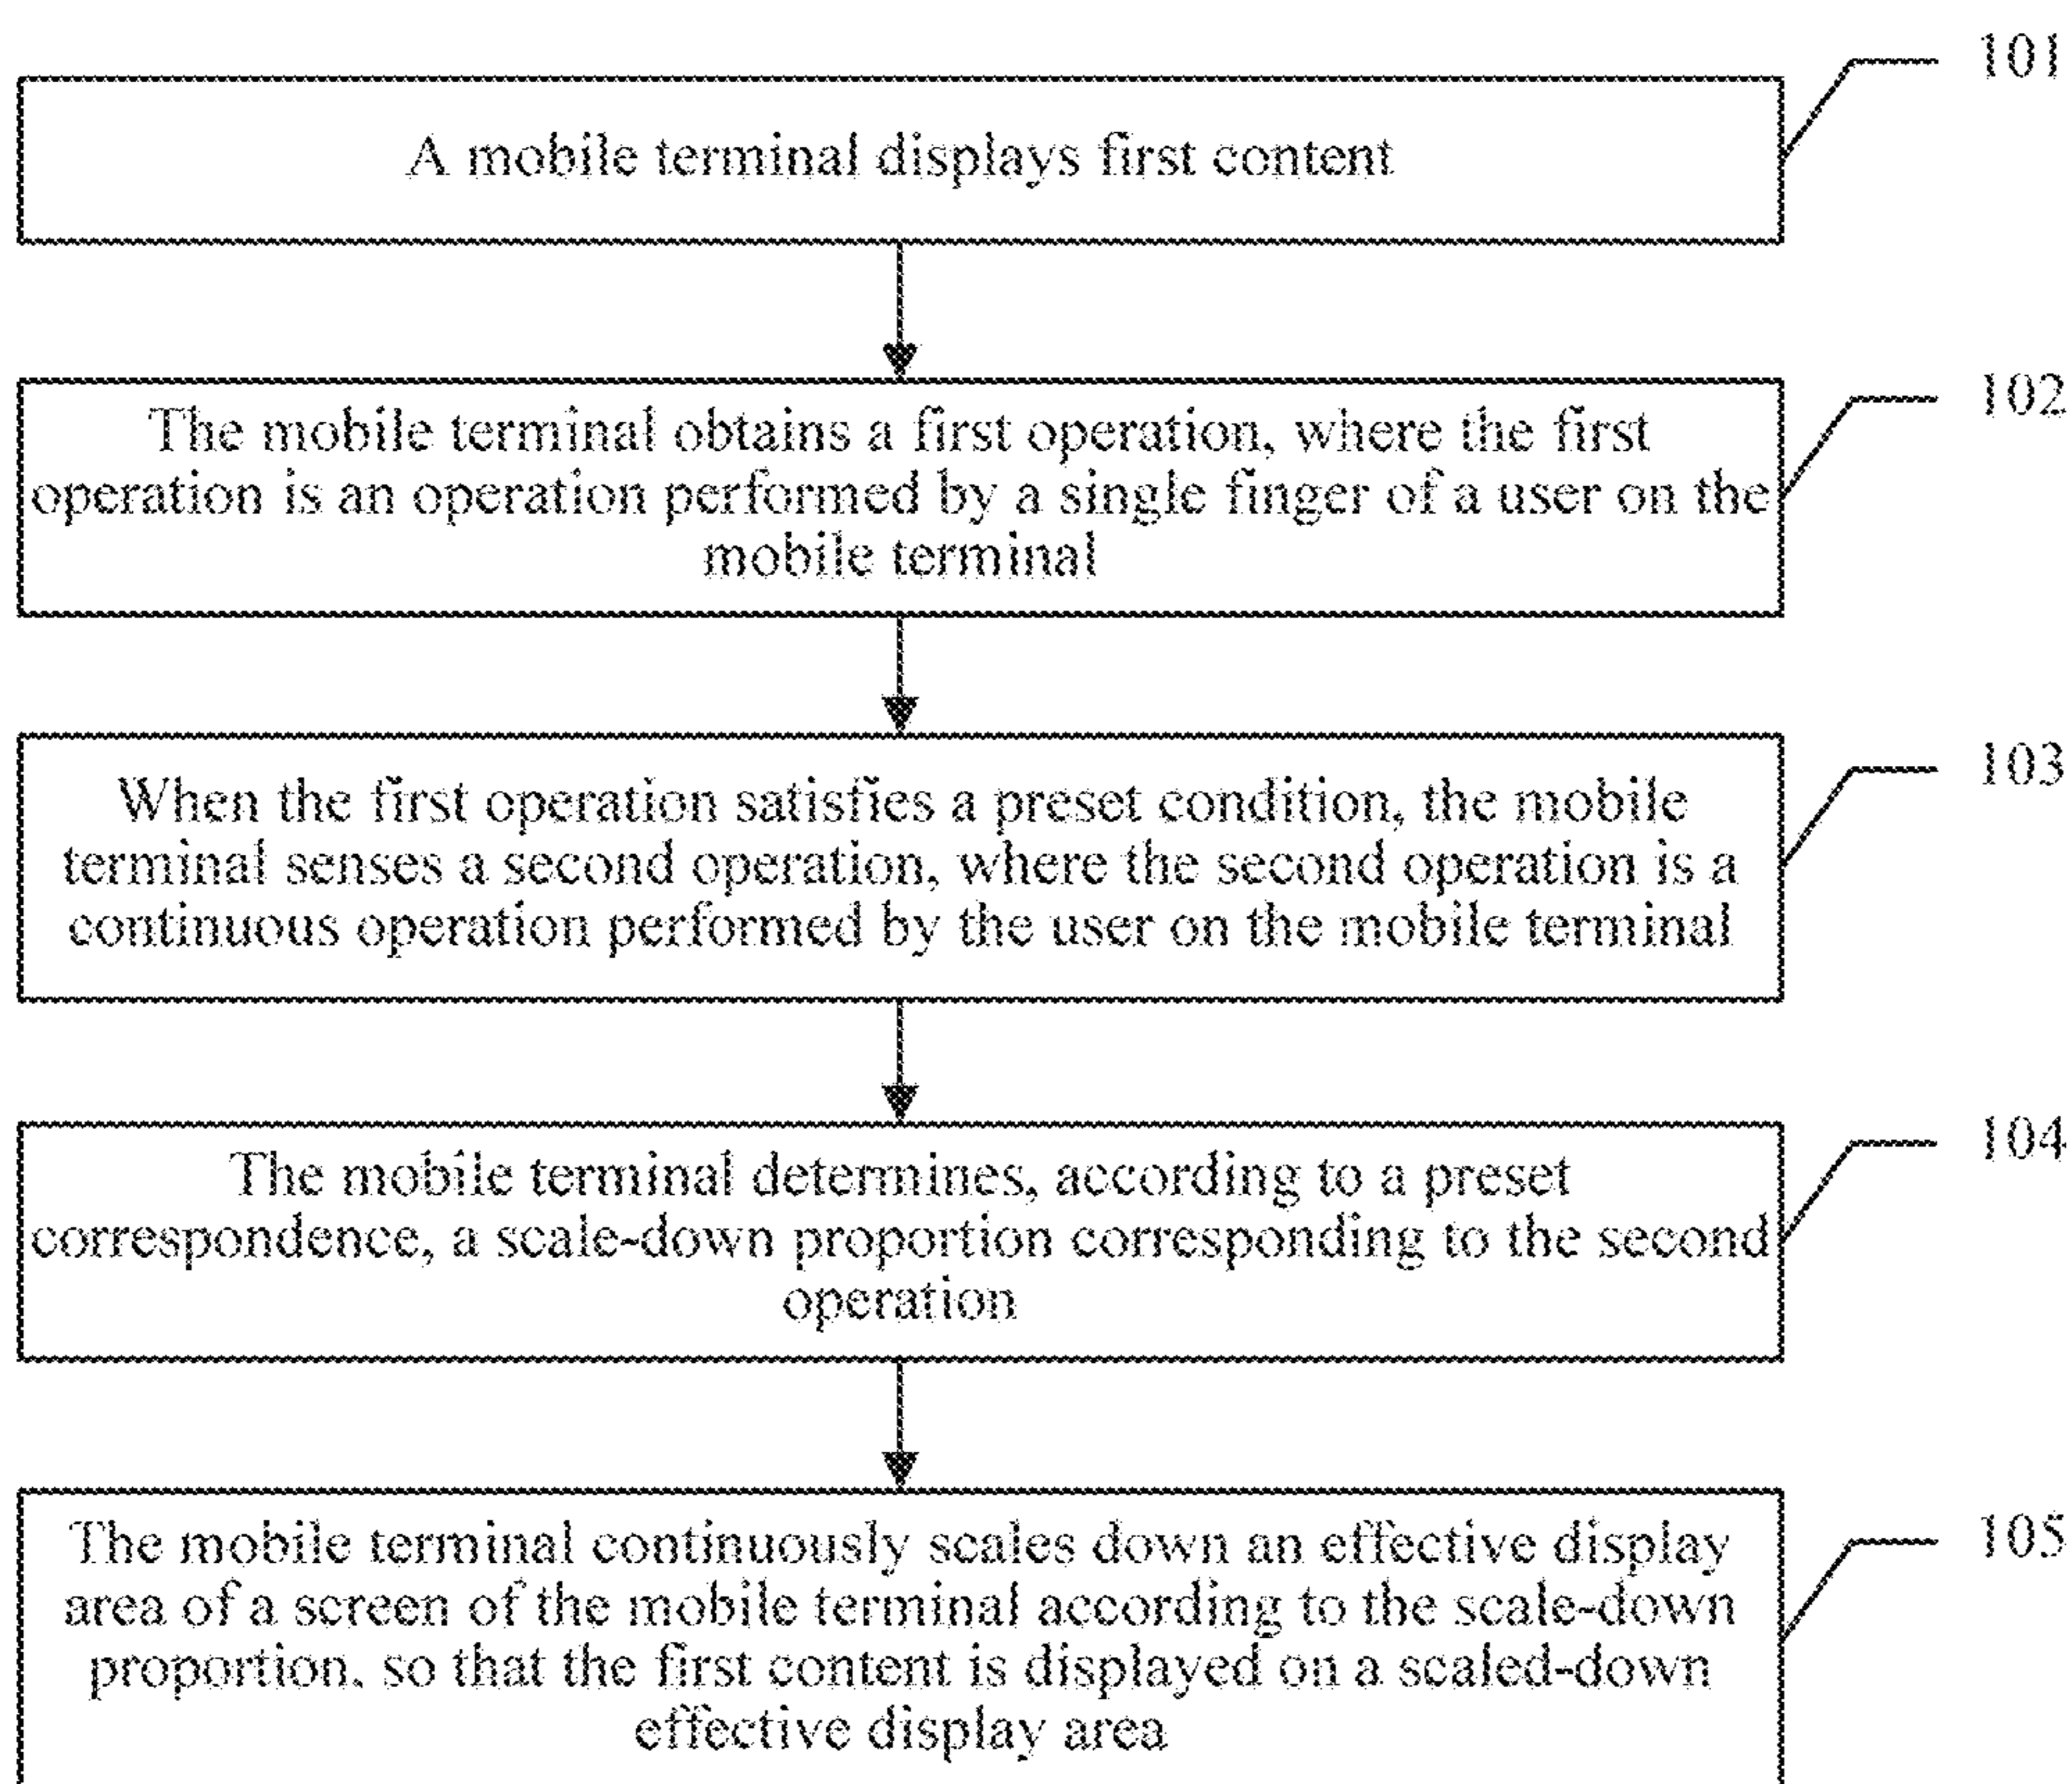 101
A mobile terminal displays first content
102
The mobile terminal obtains a first operation, where the first
operation is an operation performed by a single finger of a user on the
mobile terminal
103
When the first operation satisfies a preset condition, the mobile
terminal senses a second operation, where the second operation is a
continuous operation performed by the user on the mobile terminal
104
The mobile terminal determines, according to a preset
correspondence, a scale-down proportion corresponding to the second
operation
105
The mobile terminal continuously scales down an effective display
area of a screen of the mobile terminal according to the scale-down
proportion, so that the first content is displayed on a scaled-down
effective display area